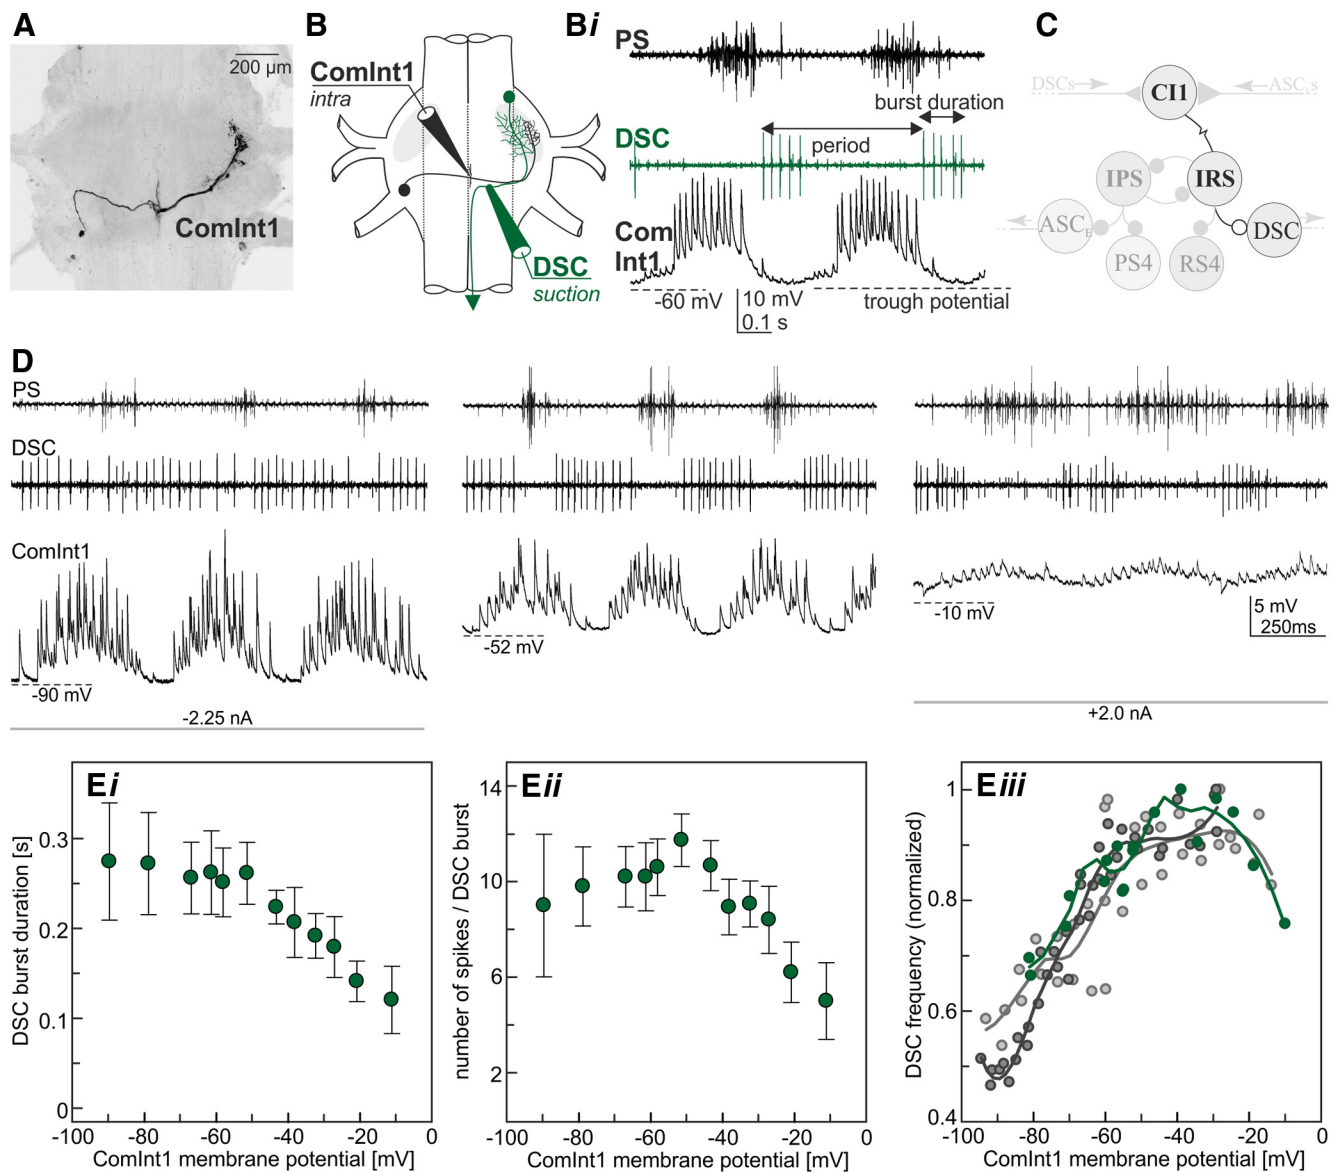 A
200 µm
ComInt1
B
ComInt1
intra
DSC
suction
Bi
PS
burst duration
DSC
period
Com
Int1
-60 mV
10 mV
0.1 s
trough potential
C
DSCs
ASCEs
CI1
IPS
IRS
ASCE
DSC
PS4
RS4
D
PS
DSC
ComInt1
-90 mV
-2.25 nA
-52 mV
-10 mV
5 mV
250ms
+2.0 nA
Ei
DSC burst duration [s]
0.3
0.2
0.1
0
-100 -80 -60 -40 -20 0
ComInt1 membrane potential [mV]
Eii
number of spikes / DSC burst
14
10
6
2
-100 -80 -60 -40 -20 0
ComInt1 membrane potential [mV]
Eiii
DSC frequency (normalized)
1
0.8
0.6
0.4
-100 -80 -60 -40 -20 0
ComInt1 membrane potential [mV]